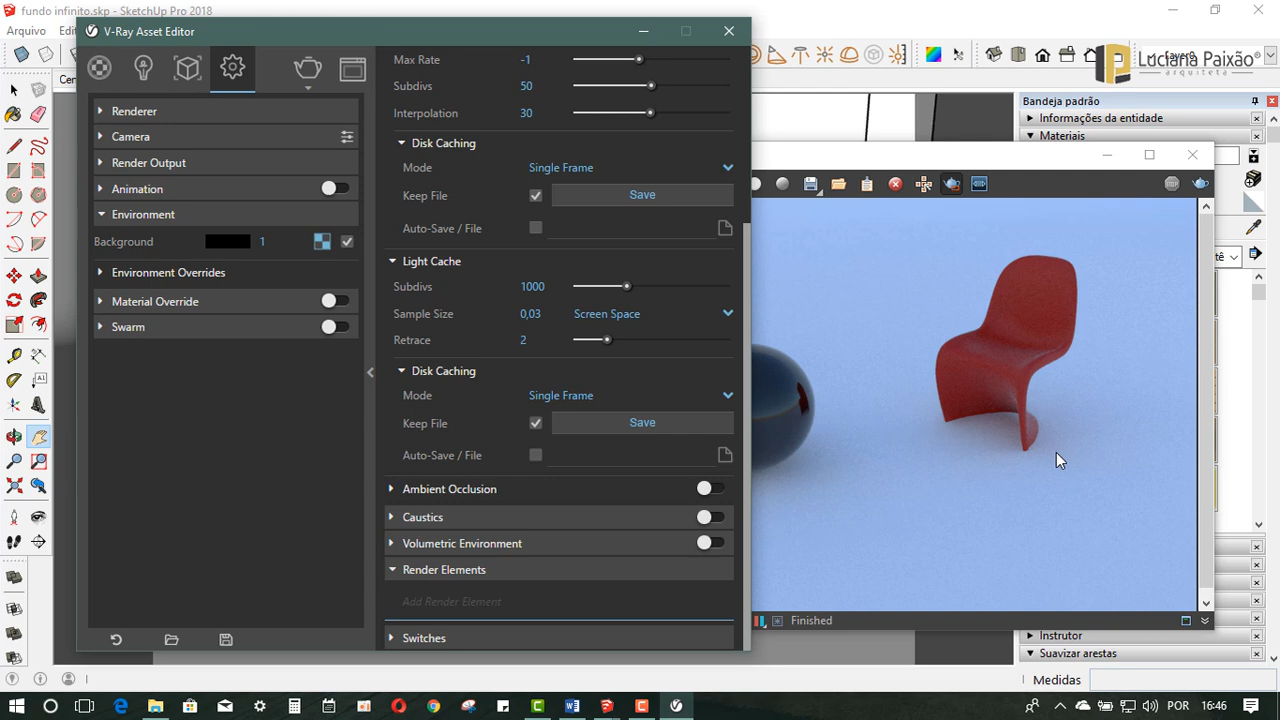 fundo infinito.skp - SketchUp Pro 2018
Arquivo
V-Ray Asset Editor
Luciana Paixão
arquiteta
Layer0
Max Rate
-1
Subdivs
50
Interpolation
30
Disk Caching
Mode
Single Frame
Keep File
Save
Auto-Save / File
Light Cache
Subdivs
1000
Sample Size
0,03
Screen Space
Retrace
2
Disk Caching
Mode
Single Frame
Keep File
Save
Auto-Save / File
Ambient Occlusion
Caustics
Volumetric Environment
Render Elements
Add Render Element
Switches
Renderer
Camera
Render Output
Animation
Environment
Background
1
Environment Overrides
Material Override
Swarm
Bandeja padrão
Informações da entidade
Materiais
Finished
Instrutor
Suavizar arestas
Medidas
POR
16:46